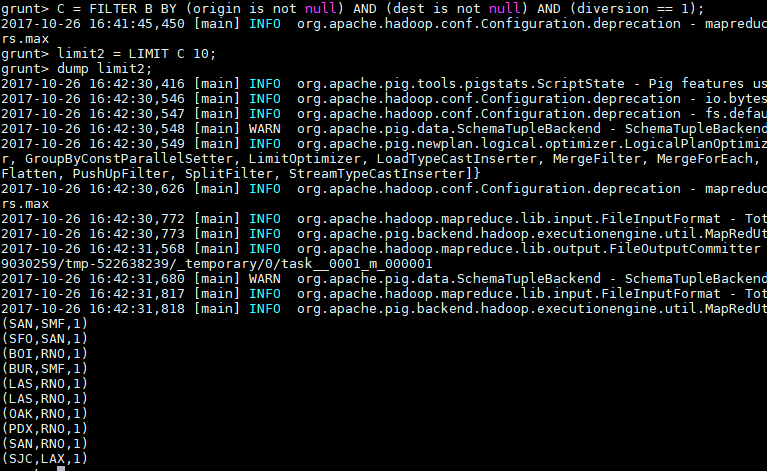 grunt> C = FILTER B BY (origin is not null) AND (dest is not null) AND (diversion == 1);
2017-10-26 16:41:45,450 [main] INFO  org.apache.hadoop.conf.Configuration.deprecation - mapreduc
rs.max
grunt> limit2 = LIMIT C 10;
grunt> dump limit2;
2017-10-26 16:42:30,416 [main] INFO  org.apache.pig.tools.pigstats.ScriptState - Pig features us
2017-10-26 16:42:30,546 [main] INFO  org.apache.hadoop.conf.Configuration.deprecation - io.bytes
2017-10-26 16:42:30,547 [main] INFO  org.apache.hadoop.conf.Configuration.deprecation - fs.defau
2017-10-26 16:42:30,548 [main] WARN  org.apache.pig.data.SchemaTupleBackend - SchemaTupleBackend
2017-10-26 16:42:30,549 [main] INFO  org.apache.pig.newplan.logical.optimizer.LogicalPlanOptimiz
r, GroupByConstParallelSetter, LimitOptimizer, LoadTypeCastInserter, MergeFilter, MergeForEach,
Flatten, PushUpFilter, SplitFilter, StreamTypeCastInserter]}
2017-10-26 16:42:30,626 [main] INFO  org.apache.hadoop.conf.Configuration.deprecation - mapreduc
rs.max
2017-10-26 16:42:30,772 [main] INFO  org.apache.hadoop.mapreduce.lib.input.FileInputFormat - Tot
2017-10-26 16:42:30,773 [main] INFO  org.apache.pig.backend.hadoop.executionengine.util.MapRedUt
2017-10-26 16:42:31,568 [main] INFO  org.apache.hadoop.mapreduce.lib.output.FileOutputCommitter
9030259/tmp-522638239/_temporary/0/task__0001_m_000001
2017-10-26 16:42:31,680 [main] WARN  org.apache.pig.data.SchemaTupleBackend - SchemaTupleBackend
2017-10-26 16:42:31,817 [main] INFO  org.apache.hadoop.mapreduce.lib.input.FileInputFormat - Tot
2017-10-26 16:42:31,818 [main] INFO  org.apache.pig.backend.hadoop.executionengine.util.MapRedUt
(SAN,SMF,1)
(SFO,SAN,1)
(BOI,RNO,1)
(BUR,SMF,1)
(LAS,RNO,1)
(LAS,RNO,1)
(OAK,RNO,1)
(PDX,RNO,1)
(SAN,RNO,1)
(SJC,LAX,1)